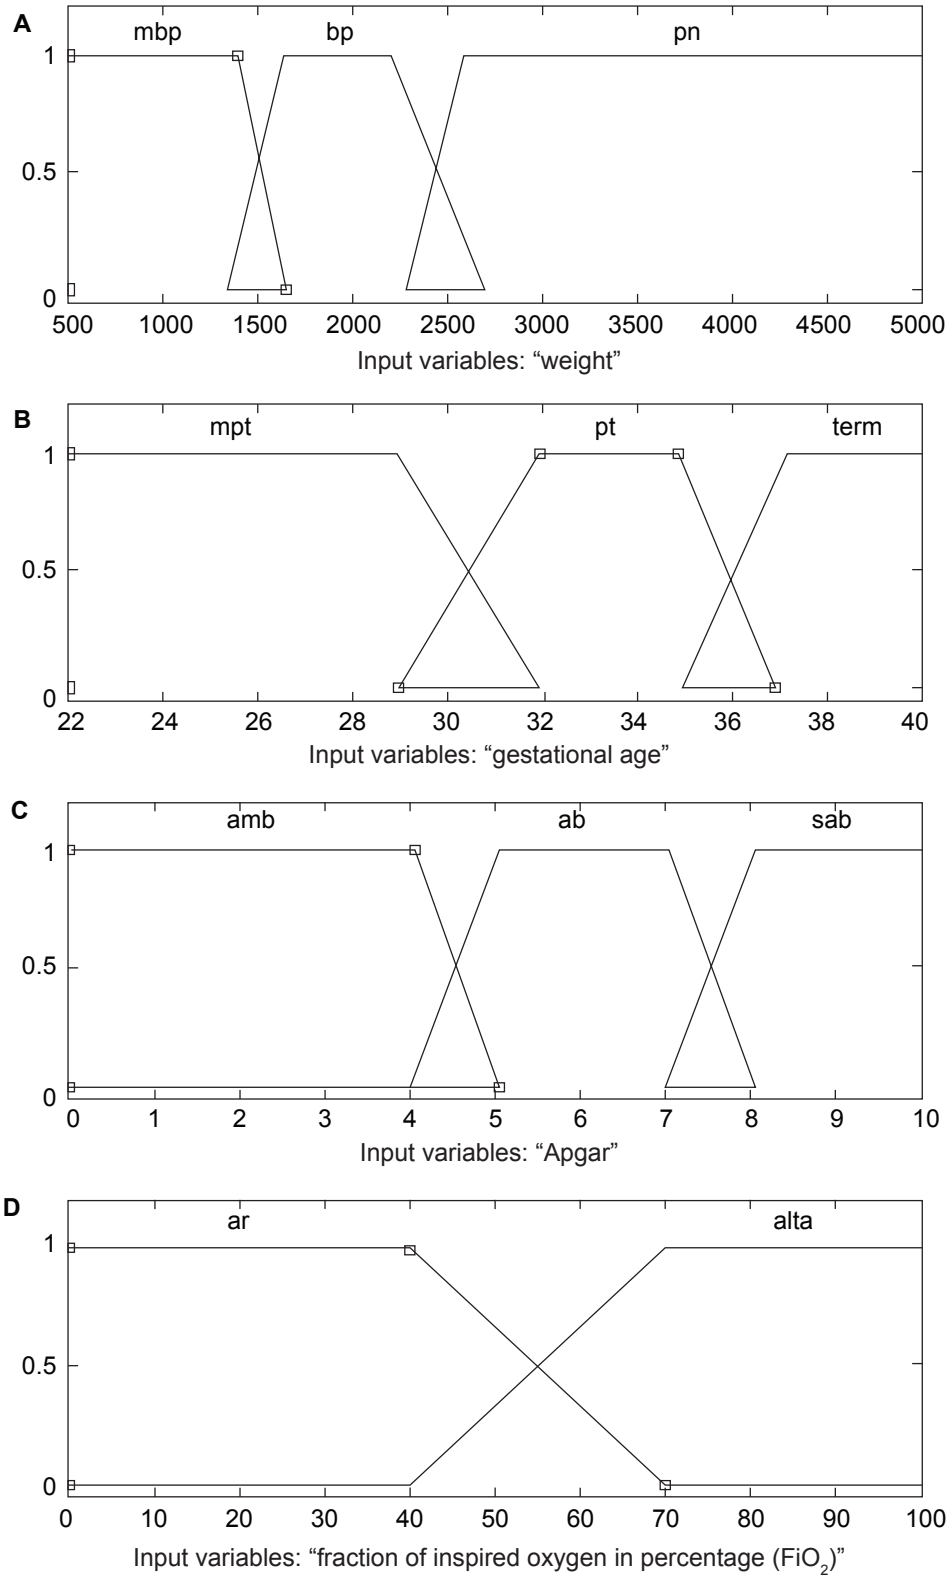 A
mbp bp pn
1
0.5
0
500 1000 1500 2000 2500 3000 3500 4000 4500 5000
Input variables: “weight”
B
mpt pt term
1
0.5
0
22 24 26 28 30 32 34 36 38 40
Input variables: “gestational age”
C
amb ab sab
1
0.5
0
0 1 2 3 4 5 6 7 8 9 10
Input variables: “Apgar”
D
ar alta
1
0.5
0
0 10 20 30 40 50 60 70 80 90 100
Input variables: “fraction of inspired oxygen in percentage (FiO₂)”